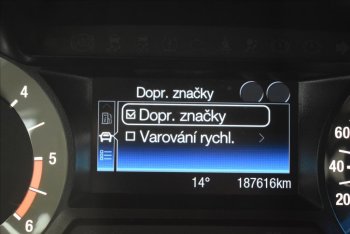 Dopr. značky
Dopr. značky
Varování rychl.
14° 187616km
4
5
6
60
40
20